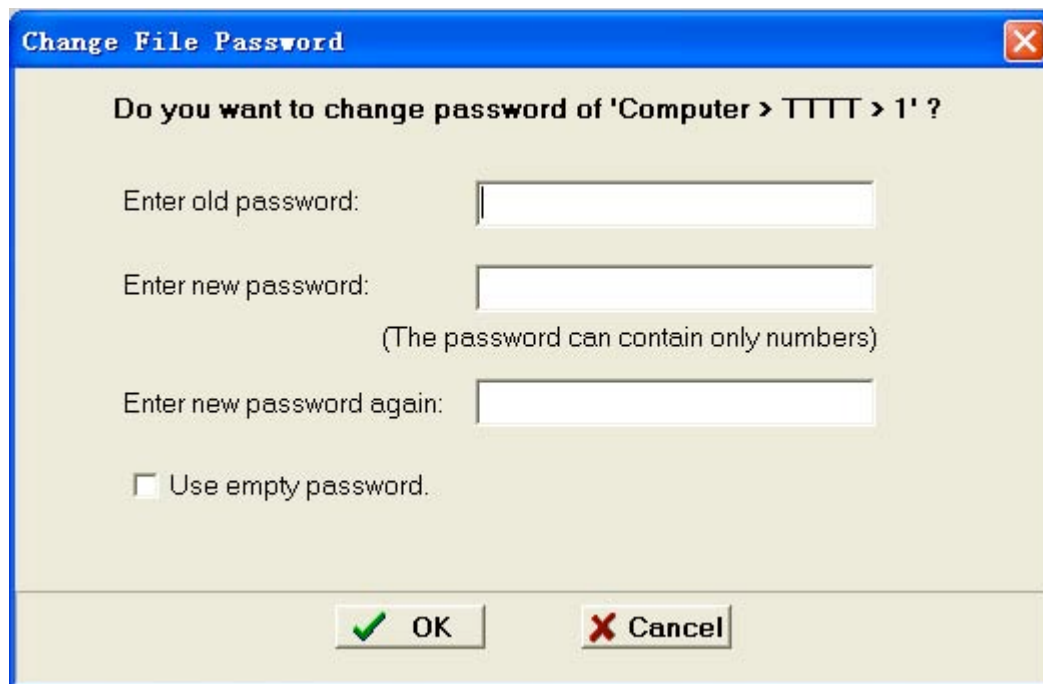 Change File Password
Do you want to change password of 'Computer > TTTT > 1' ?
Enter old password:
Enter new password:
(The password can contain only numbers)
Enter new password again:
Use empty password.
OK Cancel